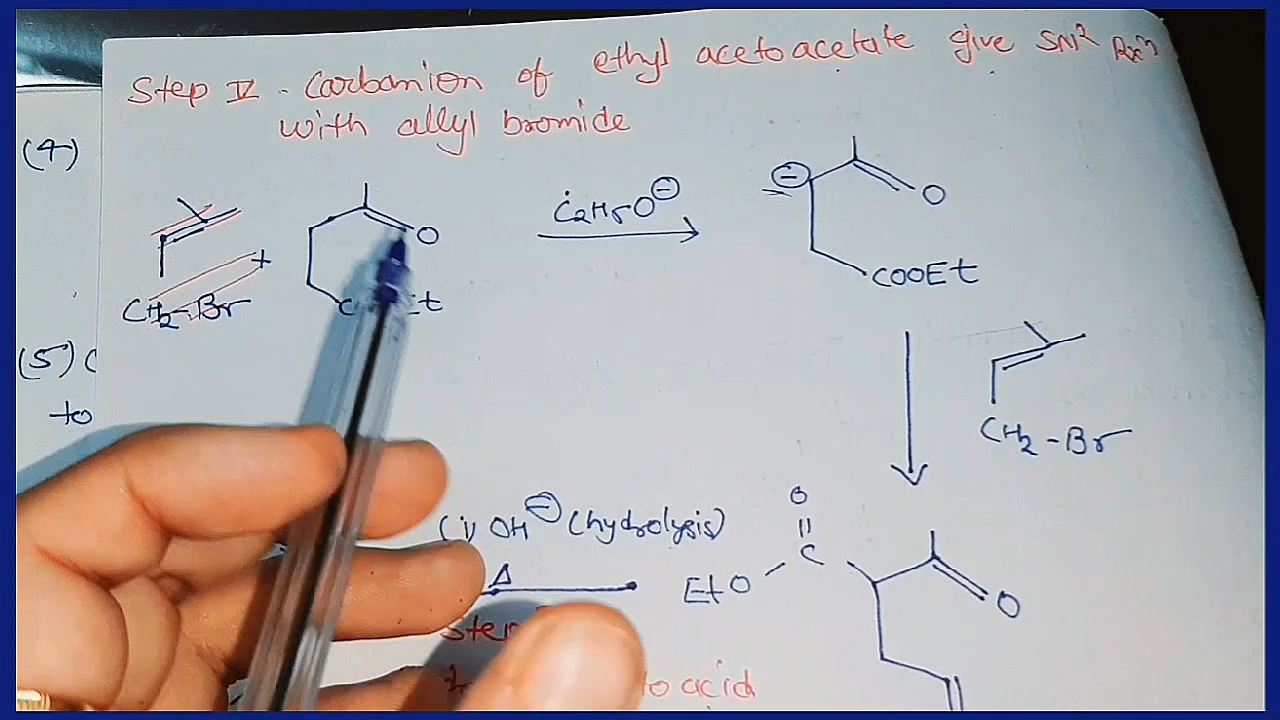 Step V - Carbanion of ethyl acetoacetate give SN² Rxⁿ
with allyl bromide
(4)
C2H5O⊖
⊖
O
O
+
COOEt
CH2-Br
(5)
to
CH2-Br
O
(i) OH⊖ (hydrolysis)
C
Δ
EtO
O
acid